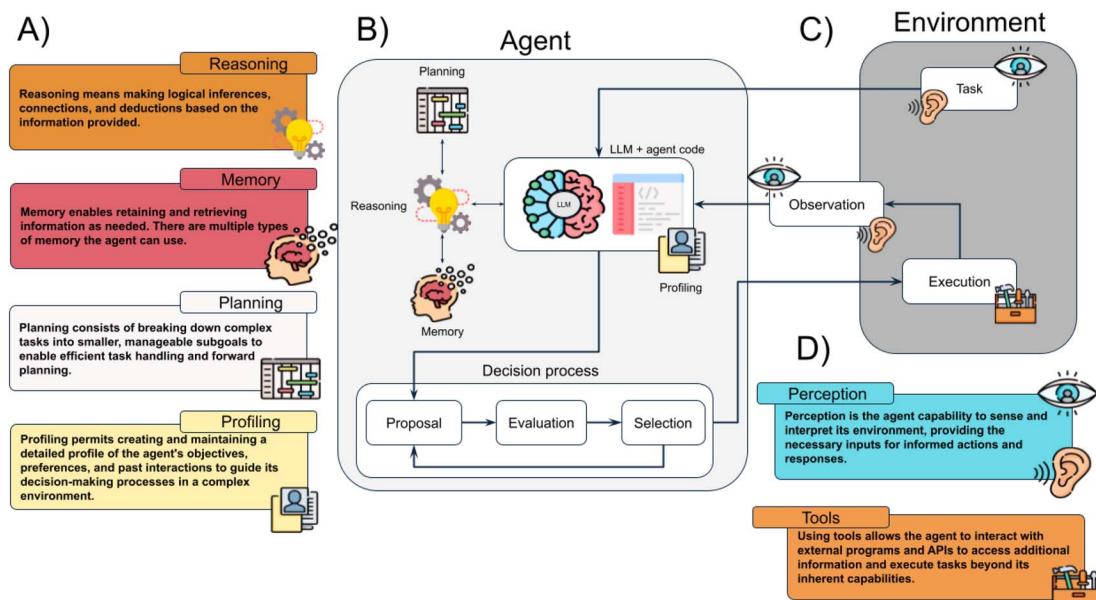 A)
Reasoning
Reasoning means making logical inferences,
connections, and deductions based on the
information provided.
Memory
Memory enables retaining and retrieving
information as needed. There are multiple types
of memory the agent can use.
Planning
Planning consists of breaking down complex
tasks into smaller, manageable subgoals to
enable efficient task handling and forward
planning.
Profiling
Profiling permits creating and maintaining a
detailed profile of the agent's objectives,
preferences, and past interactions to guide its
decision-making processes in a complex
environment.
B)
Agent
Planning
LLM + agent code
LLM
</>
Reasoning
Profiling
Memory
Decision process
Proposal
Evaluation
Selection
C)
Environment
Task
Observation
Execution
D)
Perception
Perception is the agent capability to sense and
interpret its environment, providing the
necessary inputs for informed actions and
responses.
Tools
Using tools allows the agent to interact with
external programs and APIs to access additional
information and execute tasks beyond its
inherent capabilities.